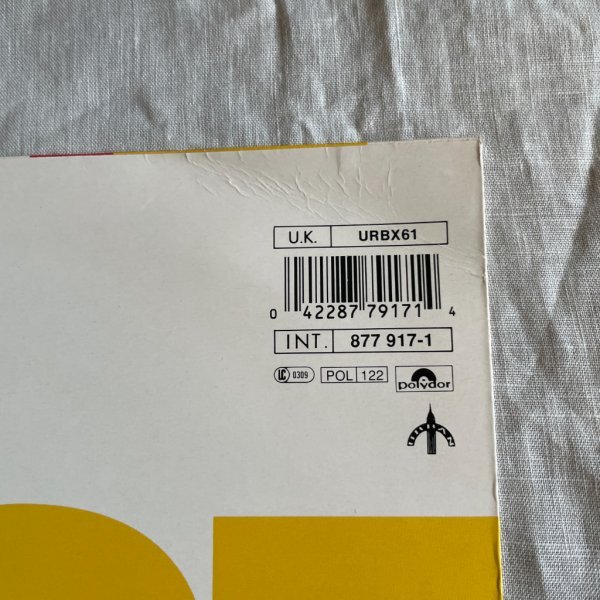 U.K. URBX61
0 42287 79171 4
INT. 877 917-1
LC 0309 POL 122 polydor
URBAN